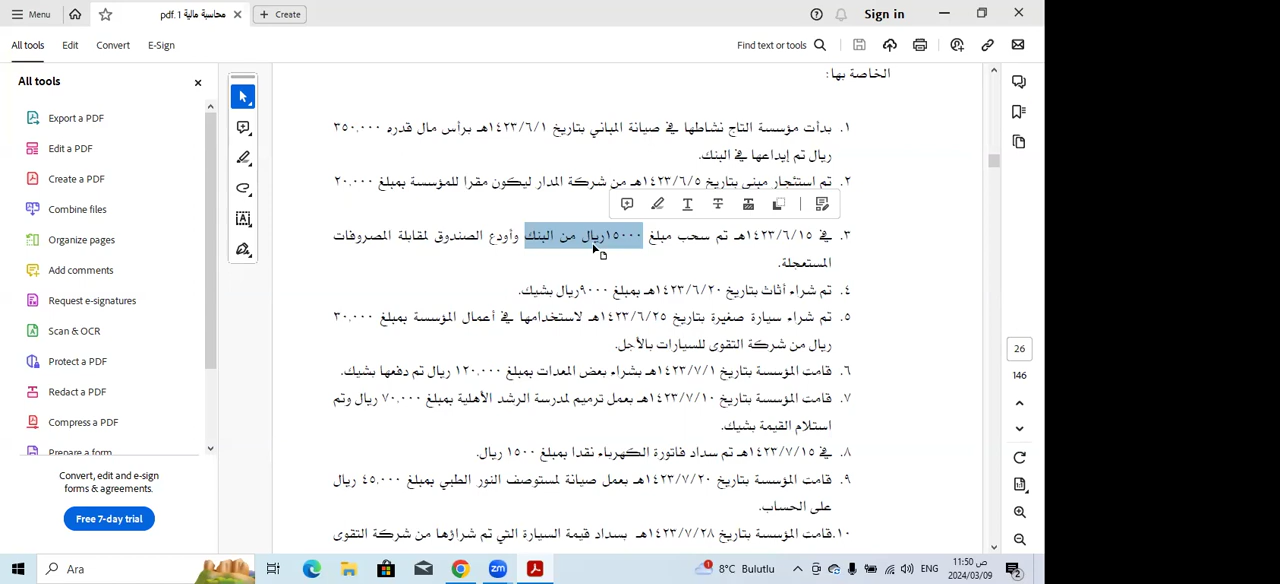 Menu
محاسبة مالية 1.pdf
Create
Sign in
All tools
Edit
Convert
E-Sign
Find text or tools
All tools
Export a PDF
Edit a PDF
Create a PDF
Combine files
Organize pages
Add comments
Request e-signatures
Scan & OCR
Protect a PDF
Redact a PDF
Compress a PDF
Prepare a form
Convert, edit and e-sign
forms & agreements.
Free 7-day trial
الخاصة بها:
١. بدأت مؤسسة التاج نشاطها في صيانة المباني بتاريخ ١٤٢٣/٦/١هـ برأس مال قدره ٣٥٠.٠٠٠
ريال تم إيداعها في البنك.
٢. تم استئجار مبنى بتاريخ ١٤٢٣/٦/٥هـ من شركة المدار ليكون مقرا للمؤسسة بمبلغ ٢٠.٠٠٠
٣. في ١٤٢٣/٦/١٥هـ تم سحب مبلغ ١٥٠٠٠ريال من البنك وأودع الصندوق لمقابلة المصروفات
المستعجلة.
٤. تم شراء أثاث بتاريخ ١٤٢٣/٦/٢٠هـ بمبلغ ٩٠٠٠ريال بشيك.
٥. تم شراء سيارة صغيرة بتاريخ ١٤٢٣/٦/٢٥هـ لاستخدامها في أعمال المؤسسة بمبلغ ٣٠.٠٠٠
ريال من شركة التقوى للسيارات بالأجل.
٦. قامت المؤسسة بتاريخ ١٤٢٣/٧/١هـ بشراء بعض المعدات بمبلغ ١٢٠.٠٠٠ ريال تم دفعها بشيك.
٧. قامت المؤسسة بتاريخ ١٤٢٣/٧/١٠هـ بعمل ترميم لمدرسة الرشد الأهلية بمبلغ ٧٠.٠٠٠ ريال وتم
استلام القيمة بشيك.
٨. في ١٤٢٣/٧/١٥هـ تم سداد فاتورة الكهرباء نقدا بمبلغ ١٥٠٠ ريال.
٩. قامت المؤسسة بتاريخ ١٤٢٣/٧/٢٠هـ بعمل صيانة لمستوصف النور الطبي بمبلغ ٤٥.٠٠٠ ريال
على الحساب.
١٠.قامت المؤسسة بتاريخ ١٤٢٣/٧/٢٨هـ بسداد قيمة السيارة التي تم شراؤها من شركة التقوى
26
146
Ara
zm
1
8°C Bulutlu
ENG
11:50 ص
2024/03/09
2